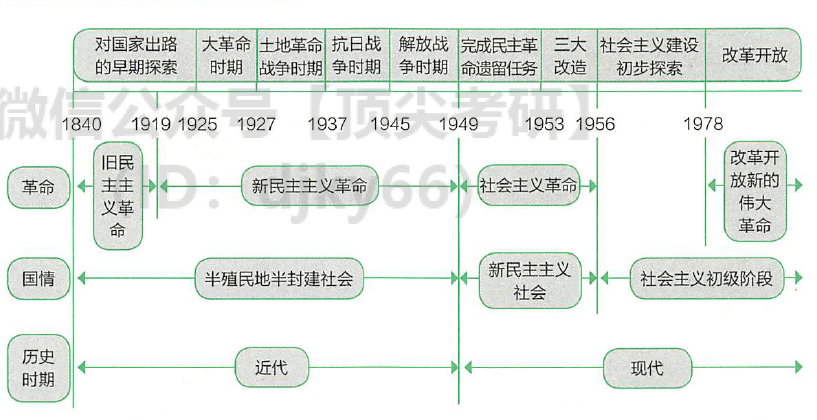 对国家出路
的早期探索
大革命
时期
土地革命
战争时期
抗日战
争时期
解放战
争时期
完成民主革
命遗留任务
三大
改造
社会主义建设
初步探索
改革开放
微信公众号【顶尖考研】
(ID：djky66)
1840 1919 1925 1927 1937 1945 1949 1953 1956 1978
革命
旧民
主主
义革
命
新民主主义革命
社会主义革命
改革开
放新的
伟大
革命
国情
半殖民地半封建社会
新民主主义
社会
社会主义初级阶段
历史
时期
近代
现代